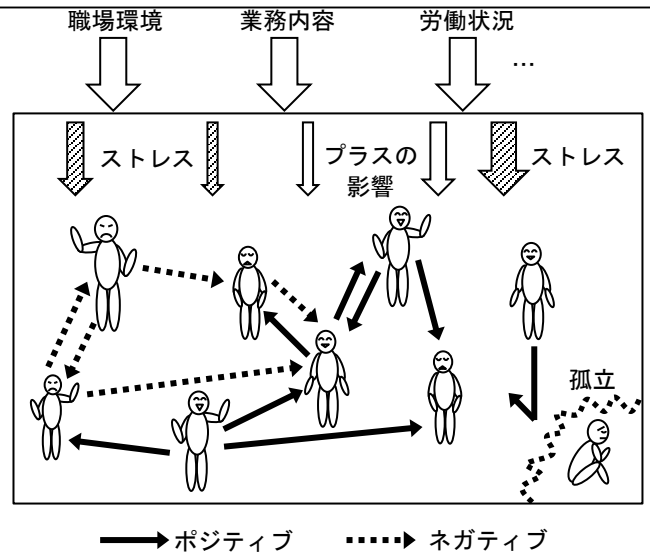 職場環境
業務内容
労働状況
…
ストレス
プラスの
影響
ストレス
孤立
ポジティブ
ネガティブ